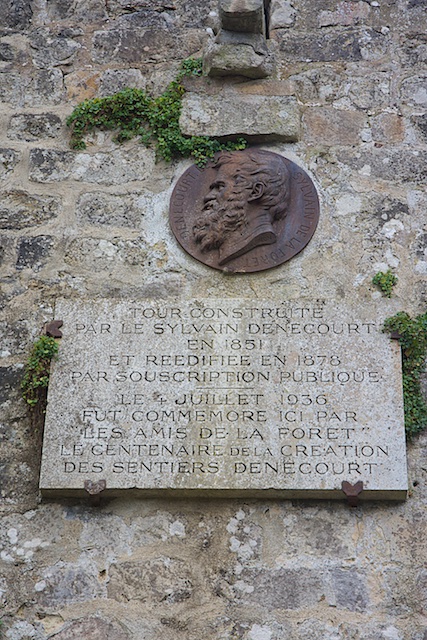 TOUR CONSTRUITE
PAR LE SYLVAIN DENECOURT
EN 1851
ET REEDIFIEE EN 1878
PAR SOUSCRIPTION PUBLIQUE
LE 4 JUILLET 1936
FUT COMMEMORE ICI PAR
"LES AMIS DE LA FORET"
LE CENTENAIRE DE LA CREATION
DES SENTIERS DENECOURT